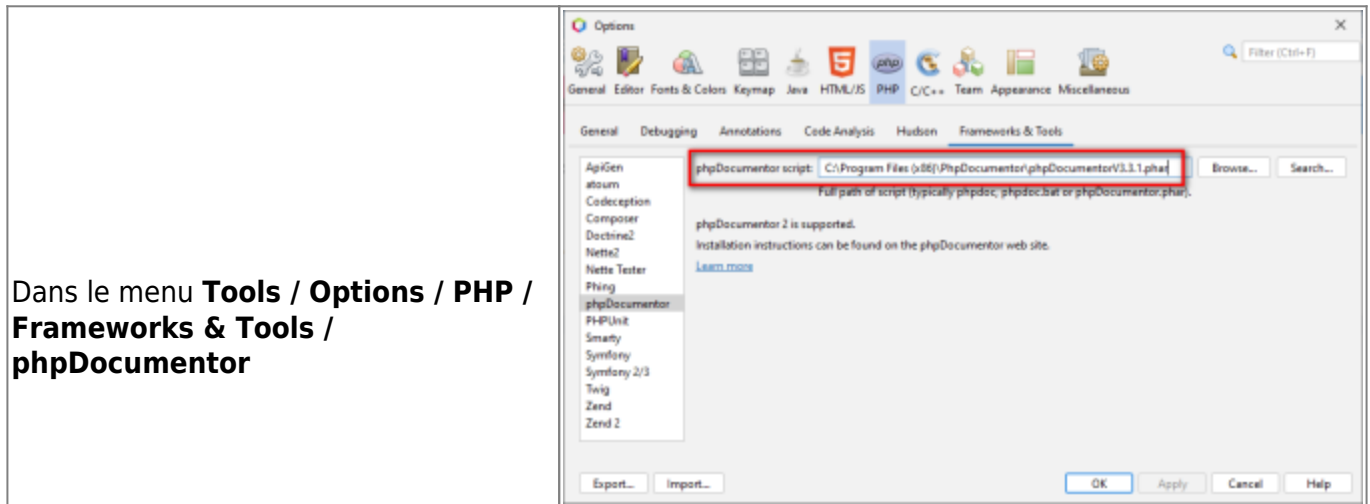 Dans le menu Tools / Options / PHP /
Frameworks & Tools /
phpDocumentor
Options
Filter (Ctrl+F)
General Editor Fonts & Colors Keymap Java HTML/JS PHP C/C++ Team Appearance Miscellaneous
General Debugging Annotations Code Analysis Hudson Frameworks & Tools
ApiGen
atoum
Codeception
Composer
Doctrine2
Nette2
Nette Tester
Phing
phpDocumentor
PHPUnit
Smarty
Symfony
Symfony 2/3
Twig
Zend
Zend 2
phpDocumentor script: C:\Program Files (x86)\PhpDocumentor\phpDocumentorV3.3.1.phar Browse... Search...
Full path of script (typically phpdoc, phpdoc.bat or phpDocumentor.phar).
phpDocumentor 2 is supported.
Installation instructions can be found on the phpDocumentor web site.
Learn more
Export... Import... OK Apply Cancel Help